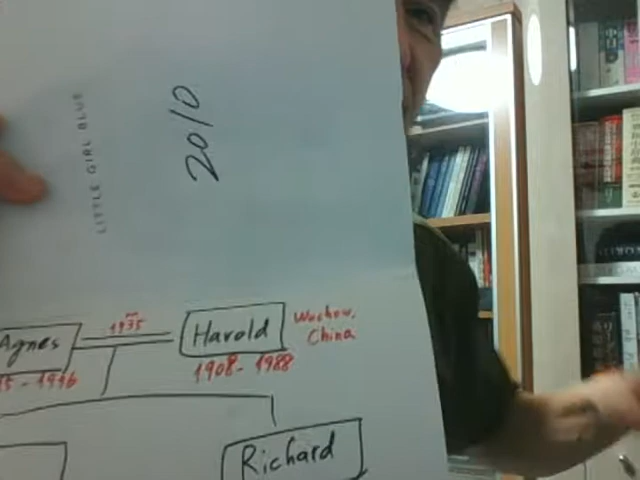 LITTLE GIRL BLUE
2010
1935
Agnes
Harold
Wuchow,
China
1908 - 1988
Richard